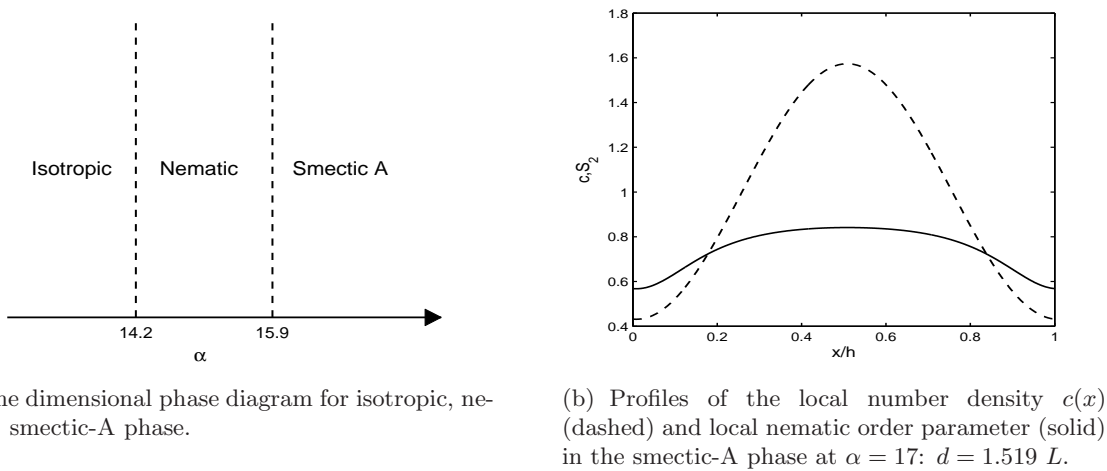 Isotropic
Nematic
Smectic A
14.2
15.9
α
ne dimensional phase diagram for isotropic, ne-
smectic-A phase.
1.8
1.6
1.4
1.2
1
0.8
0.6
0.4
c,S2
0
0.2
0.4
0.6
0.8
1
x/h
(b) Profiles of the local number density c(x)
(dashed) and local nematic order parameter (solid)
in the smectic-A phase at α = 17: d = 1.519 L.